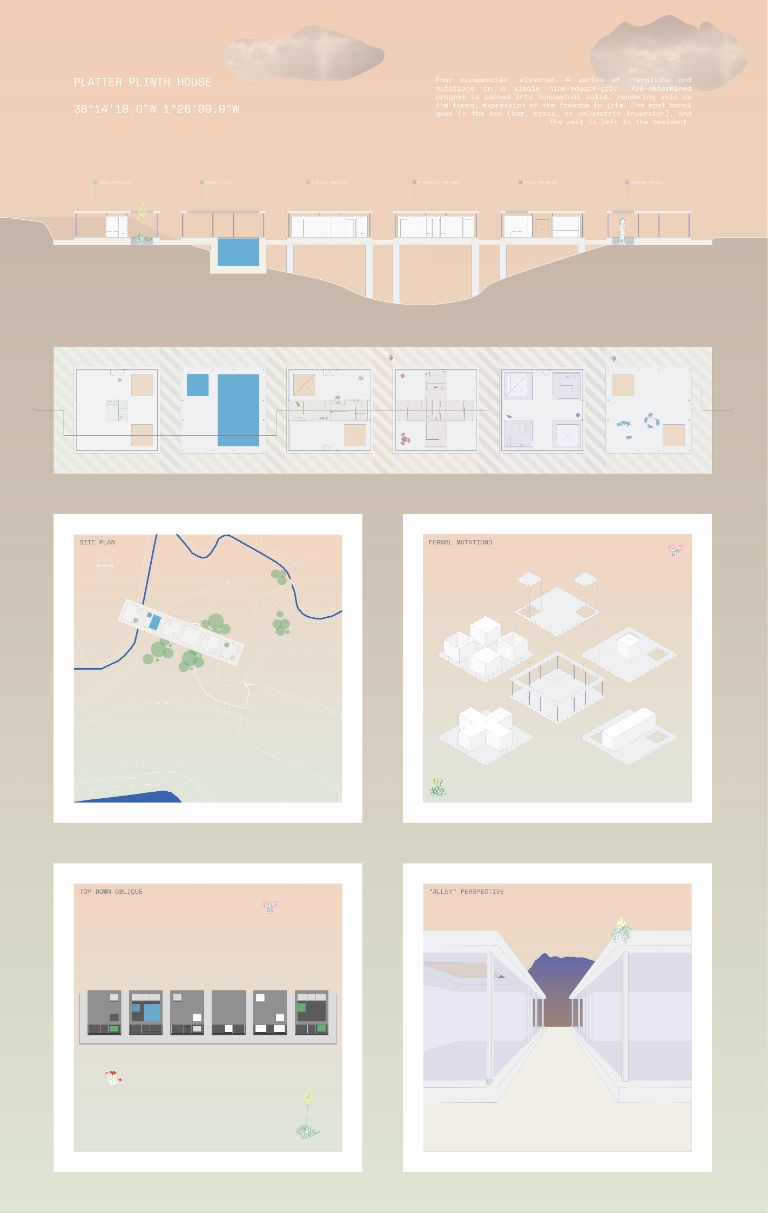 PLATTER PLINTH HOUSE
38°14'18.0"N 1°26'09.9"W
Four occupancies, elevated. A series of iterations and
mutations on a simple nine-square-grid. Pre-determined
program is packed into conceptual solid, rendering void as
the formal expression of the freedom in life. The most banal
goes in the box (bar, cross, or volumetric inversion), and
the rest is left to the resident.
SITE PLAN
FORMAL MUTATIONS
TOP-DOWN OBLIQUE
"ALLEY" PERSPECTIVE